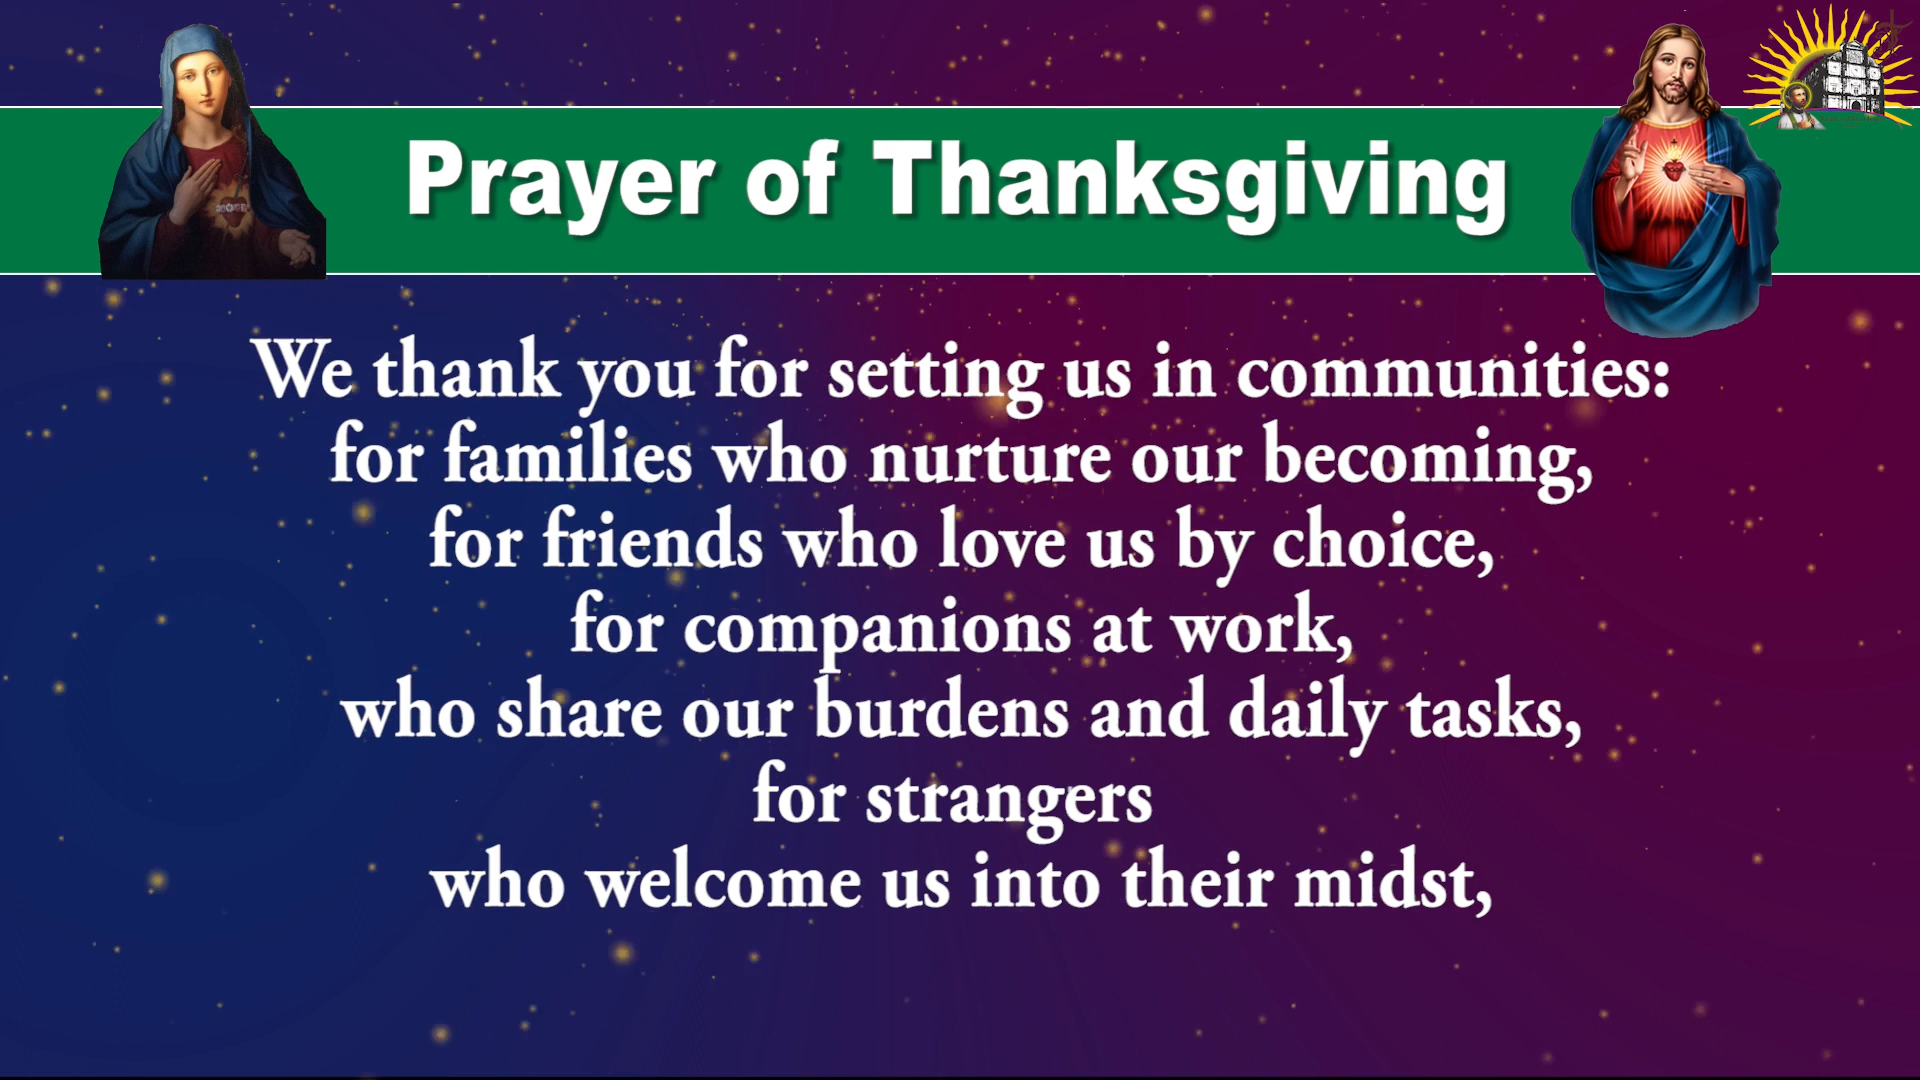 Prayer of Thanksgiving
We thank you for setting us in communities:
for families who nurture our becoming,
for friends who love us by choice,
for companions at work,
who share our burdens and daily tasks,
for strangers
who welcome us into their midst,